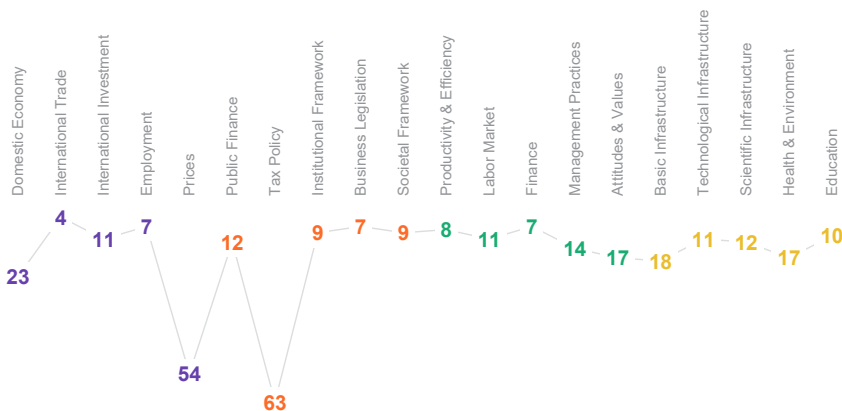 Domestic Economy
International Trade
International Investment
Employment
Prices
Public Finance
Tax Policy
Institutional Framework
Business Legislation
Societal Framework
Productivity & Efficiency
Labor Market
Finance
Management Practices
Attitudes & Values
Basic Infrastructure
Technological Infrastructure
Scientific Infrastructure
Health & Environment
Education
23
4
11
7
54
12
63
9
7
9
8
11
7
14
17
18
11
12
17
10